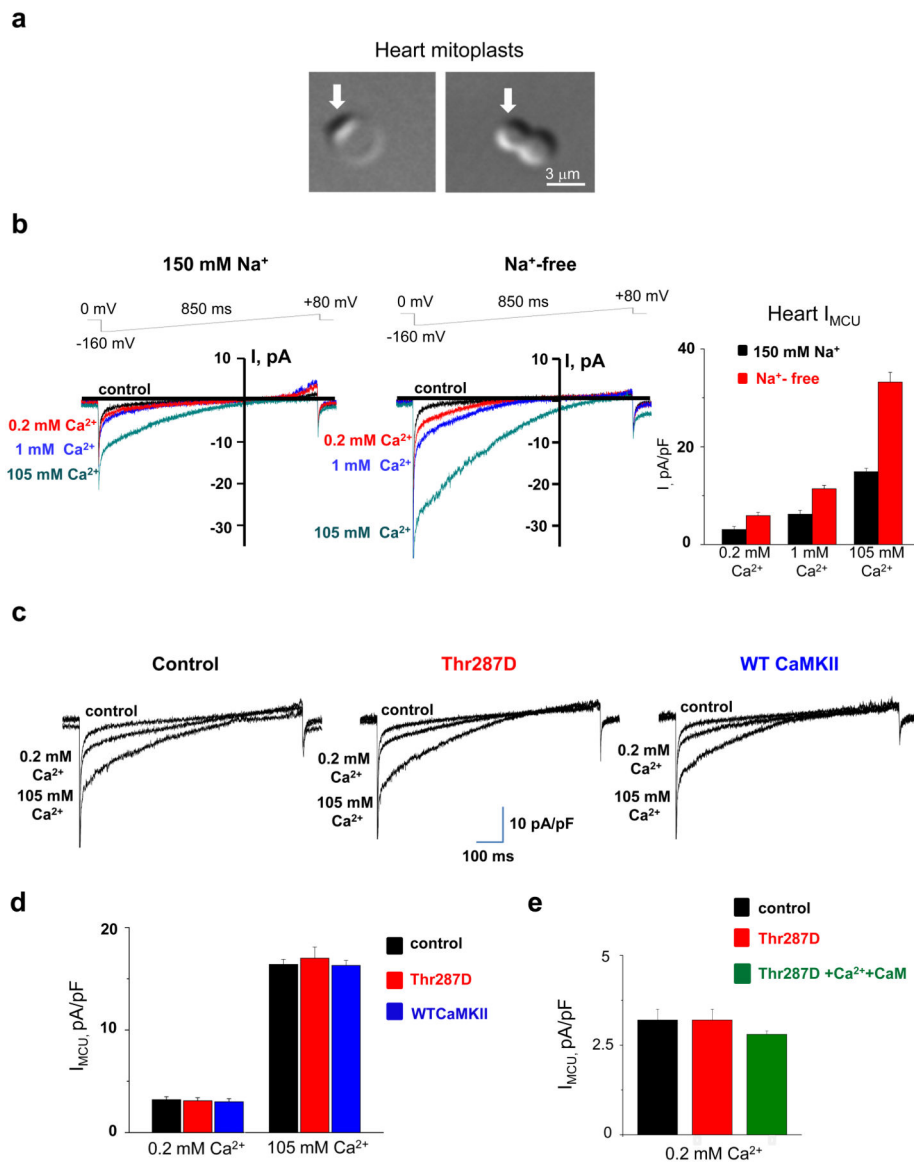 a
Heart mitoplasts
3 μm
b
150 mM Na⁺
0 mV
850 ms
+80 mV
-160 mV
I, pA
10
control
0.2 mM Ca²⁺
1 mM Ca²⁺
105 mM Ca²⁺
-10
-20
-30
Na⁺-free
0 mV
850 ms
+80 mV
-160 mV
I, pA
10
control
0.2 mM Ca²⁺
1 mM Ca²⁺
105 mM Ca²⁺
-10
-20
-30
Heart I_MCU
150 mM Na⁺
Na⁺- free
I, pA/pF
40
20
0
0.2 mM
Ca²⁺
1 mM
Ca²⁺
105 mM
Ca²⁺
c
Control
control
0.2 mM
Ca²⁺
105 mM
Ca²⁺
Thr287D
control
0.2 mM
Ca²⁺
105 mM
Ca²⁺
10 pA/pF
100 ms
WT CaMKII
control
0.2 mM
Ca²⁺
105 mM
Ca²⁺
d
I_MCU, pA/pF
20
10
0
0.2 mM Ca²⁺
105 mM Ca²⁺
control
Thr287D
WTCaMKII
e
control
Thr287D
Thr287D +Ca²⁺+CaM
I_MCU, pA/pF
5
2.5
0
0.2 mM Ca²⁺